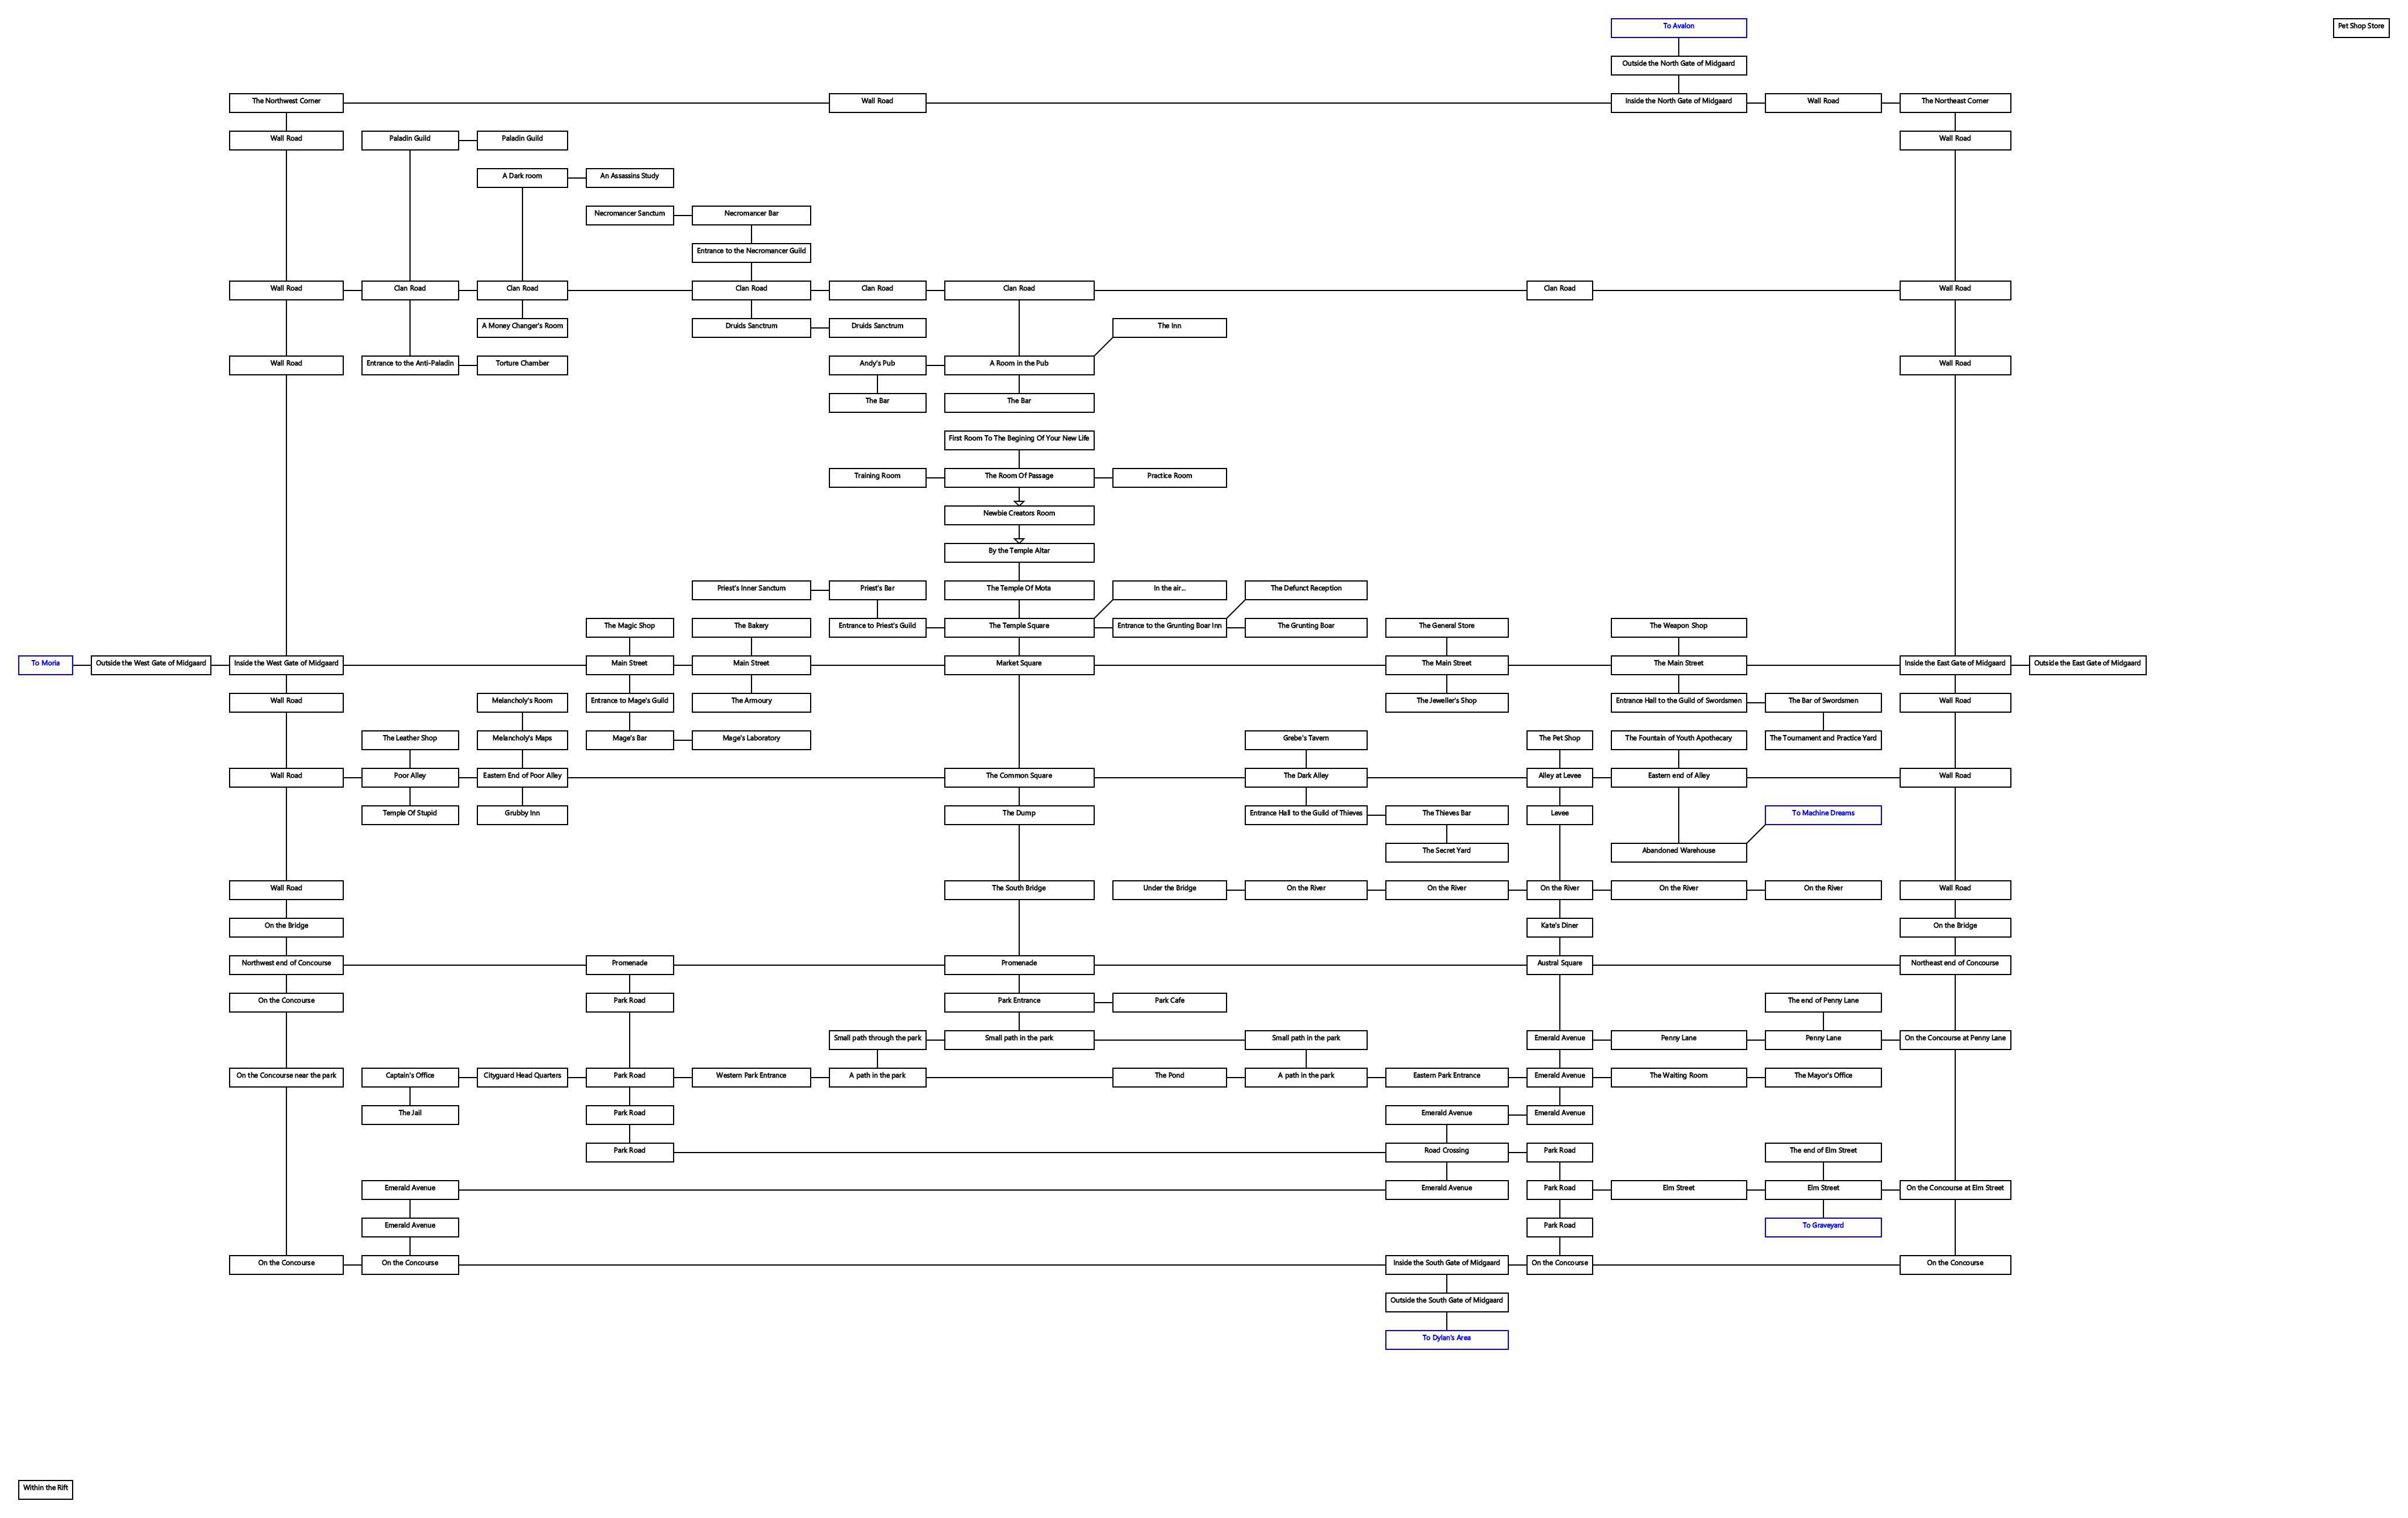 To Avalon
Pet Shop Store
Outside the North Gate of Midgaard
The Northwest Corner
Wall Road
Inside the North Gate of Midgaard
Wall Road
The Northeast Corner
Wall Road
Paladin Guild
Paladin Guild
Wall Road
A Dark room
An Assassins Study
Necromancer Sanctum
Necromancer Bar
Entrance to the Necromancer Guild
Wall Road
Clan Road
Clan Road
Clan Road
Clan Road
Clan Road
Clan Road
Wall Road
A Money Changer's Room
Druids Sanctrum
Druids Sanctrum
The Inn
Wall Road
Entrance to the Anti-Paladin
Torture Chamber
Andy's Pub
A Room in the Pub
Wall Road
The Bar
The Bar
First Room To The Begining Of Your New Life
Training Room
The Room Of Passage
Practice Room
Newbie Creators Room
By the Temple Altar
Priest's Inner Sanctum
Priest's Bar
The Temple Of Mota
In the air...
The Defunct Reception
The Magic Shop
The Bakery
Entrance to Priest's Guild
The Temple Square
Entrance to the Grunting Boar Inn
The Grunting Boar
The General Store
The Weapon Shop
To Moria
Outside the West Gate of Midgaard
Inside the West Gate of Midgaard
Main Street
Main Street
Market Square
The Main Street
The Main Street
Inside the East Gate of Midgaard
Outside the East Gate of Midgaard
Wall Road
Melancholy's Room
Entrance to Mage's Guild
The Armoury
The Jeweller's Shop
Entrance Hall to the Guild of Swordsmen
The Bar of Swordsmen
Wall Road
The Leather Shop
Melancholy's Maps
Mage's Bar
Mage's Laboratory
Grebe's Tavern
The Pet Shop
The Fountain of Youth Apothecary
The Tournament and Practice Yard
Wall Road
Poor Alley
Eastern End of Poor Alley
The Common Square
The Dark Alley
Alley at Levee
Eastern end of Alley
Wall Road
Temple Of Stupid
Grubby Inn
The Dump
Entrance Hall to the Guild of Thieves
The Thieves Bar
Levee
To Machine Dreams
The Secret Yard
Abandoned Warehouse
Wall Road
The South Bridge
Under the Bridge
On the River
On the River
On the River
On the River
On the River
Wall Road
On the Bridge
Kate's Diner
On the Bridge
Northwest end of Concourse
Promenade
Promenade
Austral Square
Northeast end of Concourse
On the Concourse
Park Road
Park Entrance
Park Cafe
The end of Penny Lane
Small path through the park
Small path in the park
Small path in the park
Emerald Avenue
Penny Lane
Penny Lane
On the Concourse at Penny Lane
On the Concourse near the park
Captain's Office
Cityguard Head Quarters
Park Road
Western Park Entrance
A path in the park
The Pond
A path in the park
Eastern Park Entrance
Emerald Avenue
The Waiting Room
The Mayor's Office
The Jail
Park Road
Emerald Avenue
Emerald Avenue
Park Road
Road Crossing
Park Road
The end of Elm Street
Emerald Avenue
Emerald Avenue
Park Road
Elm Street
Elm Street
On the Concourse at Elm Street
Emerald Avenue
Park Road
To Graveyard
On the Concourse
On the Concourse
Inside the South Gate of Midgaard
On the Concourse
On the Concourse
Outside the South Gate of Midgaard
To Dylan's Area
Within the Rift